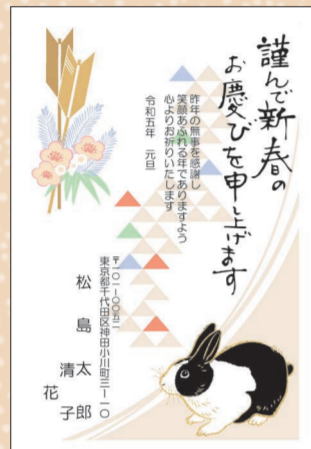 謹んで新春の
お慶びを申し上げます
昨年の無事を感謝し
笑顔あふれる年でありますよう
心よりお祈りいたします
令和五年　元旦
〒一〇一-〇〇五二
東京都千代田区神田小川町三-一〇
松島太郎
清子
花